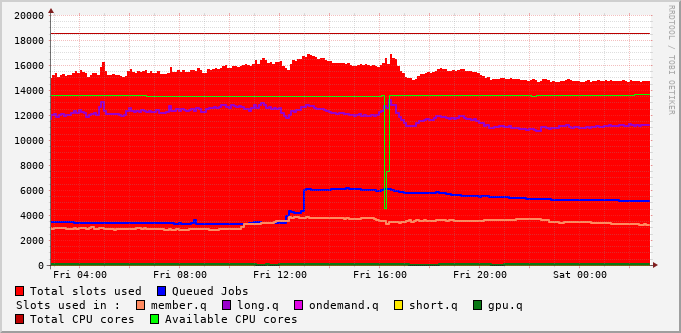 20000
18000
16000
14000
12000
10000
8000
6000
4000
2000
0
Fri 04:00 Fri 08:00 Fri 12:00 Fri 16:00 Fri 20:00 Sat 00:00
RRDTOOL / TOBI OETIKER
Total slots used Queued Jobs
Slots used in : member.q long.q ondemand.q short.q gpu.q
Total CPU cores Available CPU cores